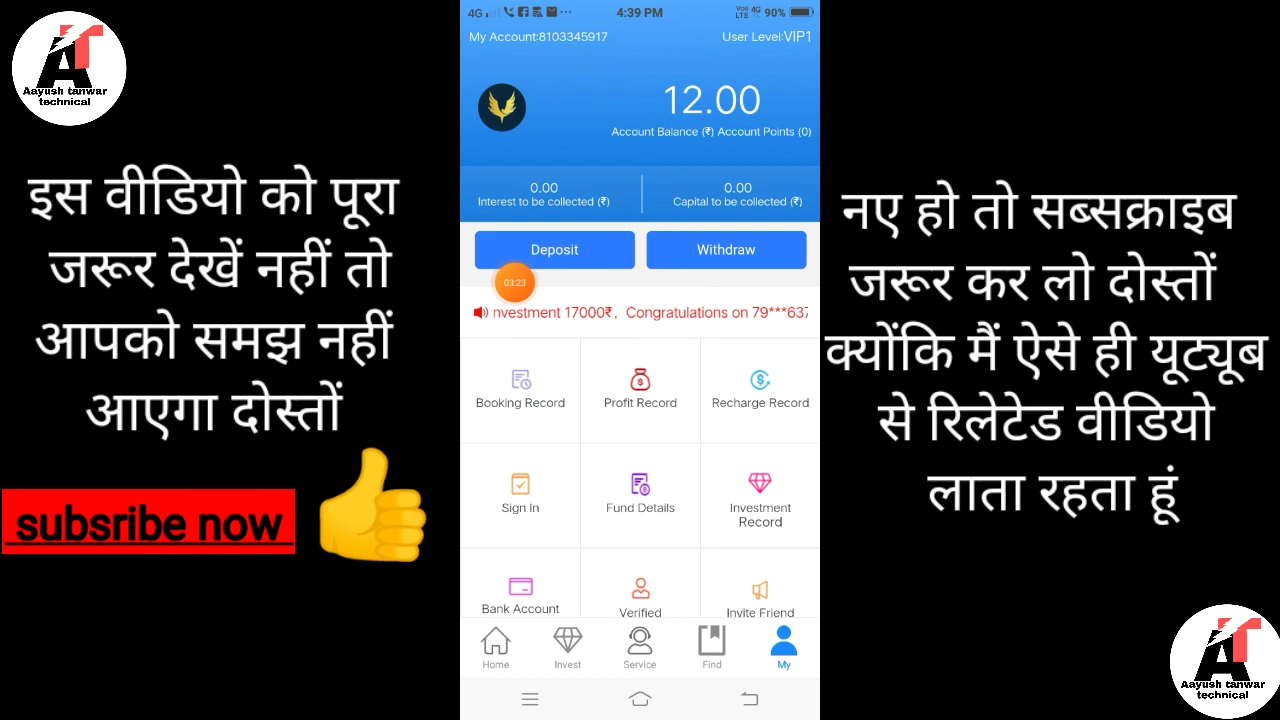 Aayush tanwar
technical
इस वीडियो को पूरा
जरूर देखें नहीं तो
आपको समझ नहीं
आएगा दोस्तों
subsribe now
4G 4:39 PM Voo LTE 4G 90%
My Account:8103345917 User Level:VIP1
12.00
Account Balance (₹) Account Points (0)
0.00 0.00
Interest to be collected (₹) Capital to be collected (₹)
Deposit Withdraw
03:23
nvestment 17000₹, Congratulations on 79***637
Booking Record Profit Record Recharge Record
Sign In Fund Details Investment
Record
Bank Account Verified Invite Friend
Home Invest Service Find My
नए हो तो सब्सक्राइब
जरूर कर लो दोस्तों
क्योंकि मैं ऐसे ही यूट्यूब
से रिलेटेड वीडियो
लाता रहता हूं
Aayush tanwar
technical